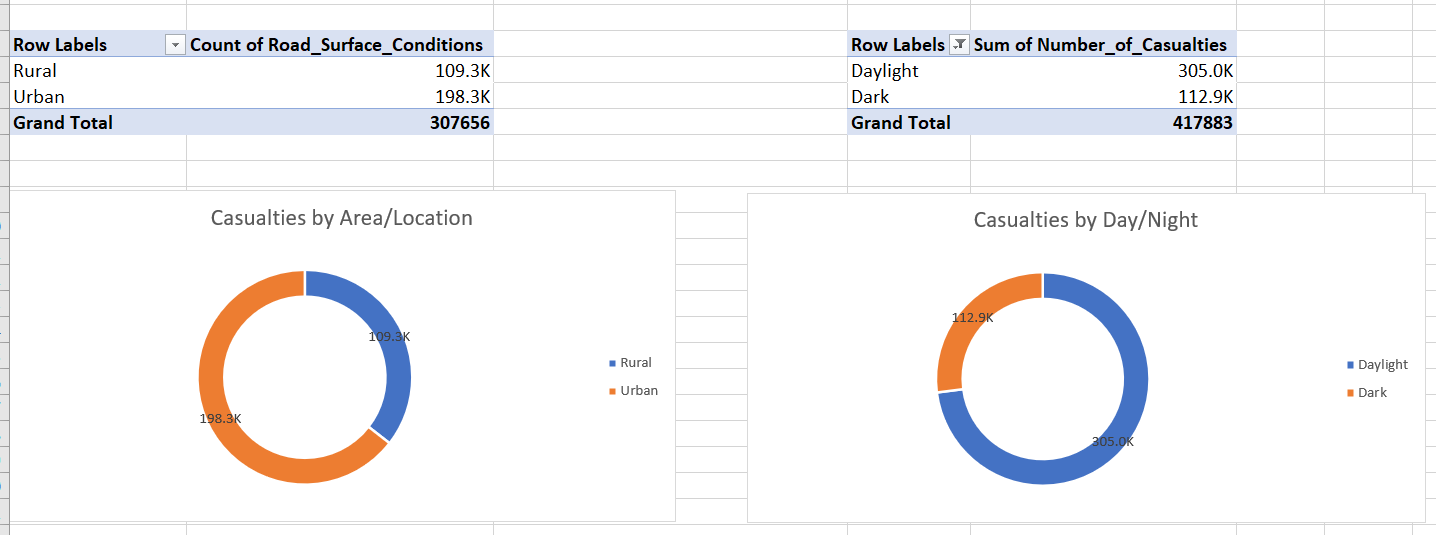 Row Labels Count of Road_Surface_Conditions
Rural 109.3K
Urban 198.3K
Grand Total 307656
Row Labels Sum of Number_of_Casualties
Daylight 305.0K
Dark 112.9K
Grand Total 417883
Casualties by Area/Location
109.3K
198.3K
Rural
Urban
Casualties by Day/Night
112.9K
305.0K
Daylight
Dark